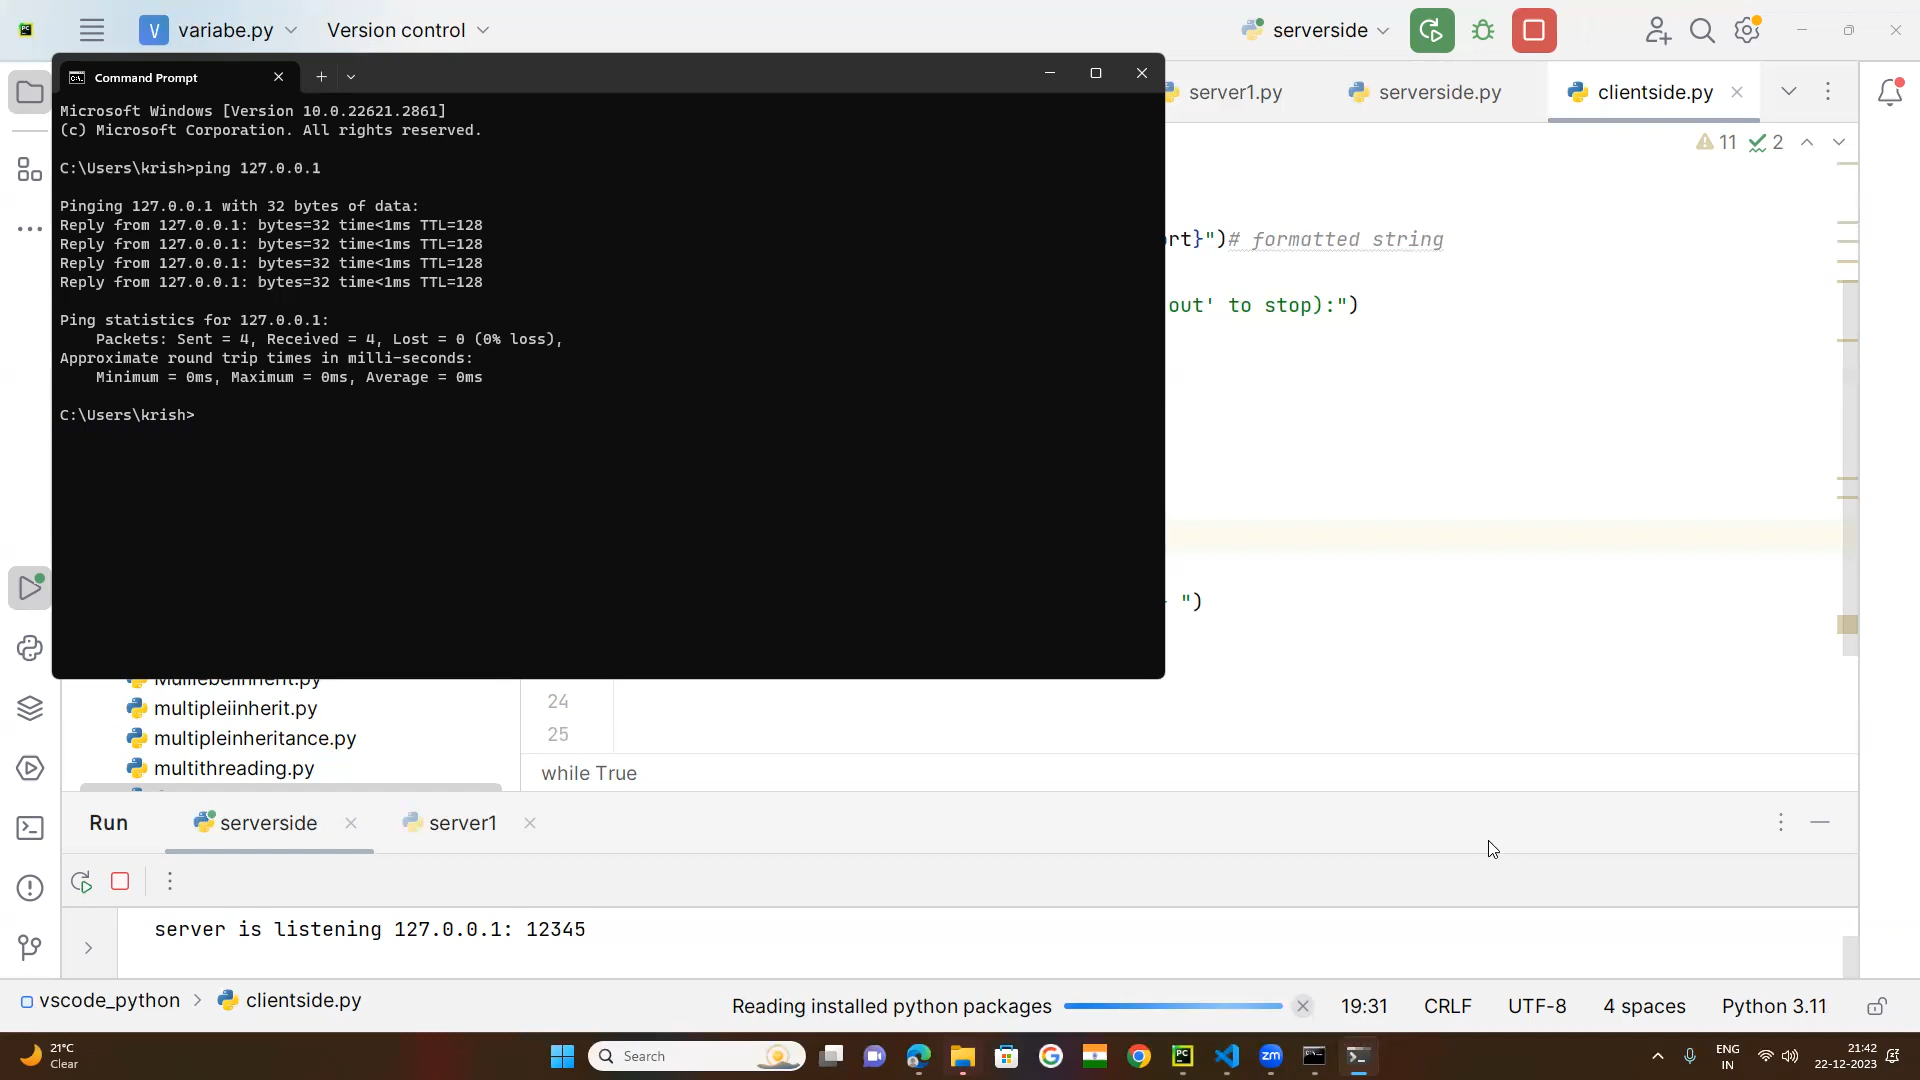 V variabe.py
Version control
serverside
Command Prompt
Microsoft Windows [Version 10.0.22621.2861]
(c) Microsoft Corporation. All rights reserved.
C:\Users\krish>ping 127.0.0.1
Pinging 127.0.0.1 with 32 bytes of data:
Reply from 127.0.0.1: bytes=32 time<1ms TTL=128
Reply from 127.0.0.1: bytes=32 time<1ms TTL=128
Reply from 127.0.0.1: bytes=32 time<1ms TTL=128
Reply from 127.0.0.1: bytes=32 time<1ms TTL=128
Ping statistics for 127.0.0.1:
Packets: Sent = 4, Received = 4, Lost = 0 (0% loss),
Approximate round trip times in milli-seconds:
Minimum = 0ms, Maximum = 0ms, Average = 0ms
C:\Users\krish>
server1.py
serverside.py
clientside.py
11
2
rt}")# formatted string
out' to stop):")
")
multipleiinherit.py
multipleinheritance.py
multithreading.py
24
25
while True
Run
serverside
server1
server is listening 127.0.0.1: 12345
vscode_python > clientside.py
Reading installed python packages
19:31
CRLF
UTF-8
4 spaces
Python 3.11
21°C
Clear
Search
PC
zm
ENG
IN
21:42
22-12-2023